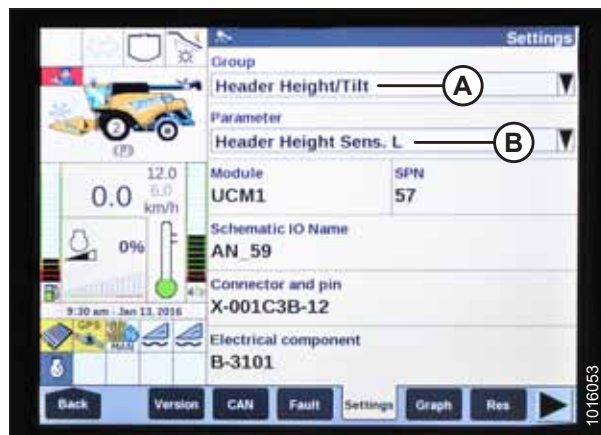 Settings
Group
Header Height/Tilt
A
Parameter
Header Height Sens. L
B
Module
SPN
UCM1
57
Schematic IO Name
AN_59
Connector and pin
X-001C3B-12
Electrical component
B-3101
2
(P)
12.0
6.0
0.0
km/h
0%
9:30 am - Jan 13, 2016
GPS
MAN
Back
Version
CAN
Fault
Settings
Graph
Res
1016053